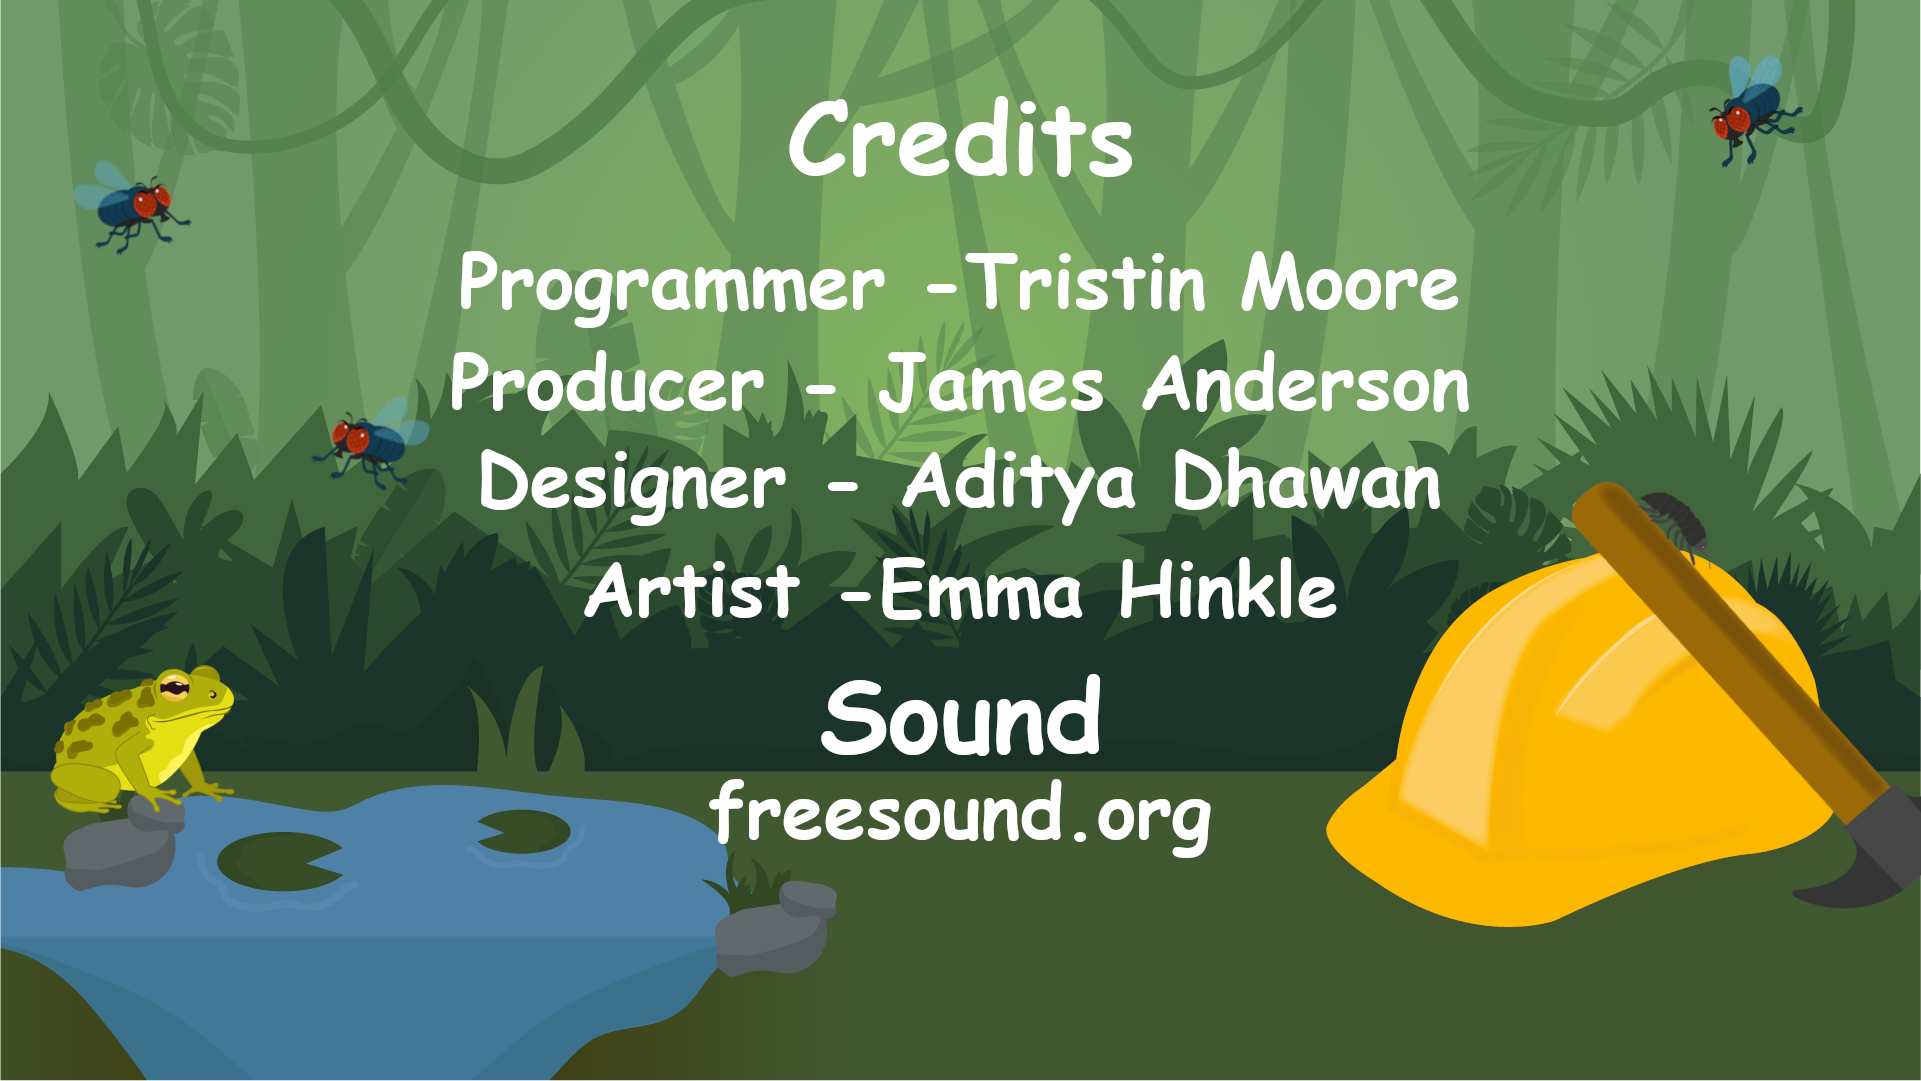 Credits
Programmer -Tristin Moore
Producer - James Anderson
Designer - Aditya Dhawan
Artist -Emma Hinkle
Sound
freesound.org